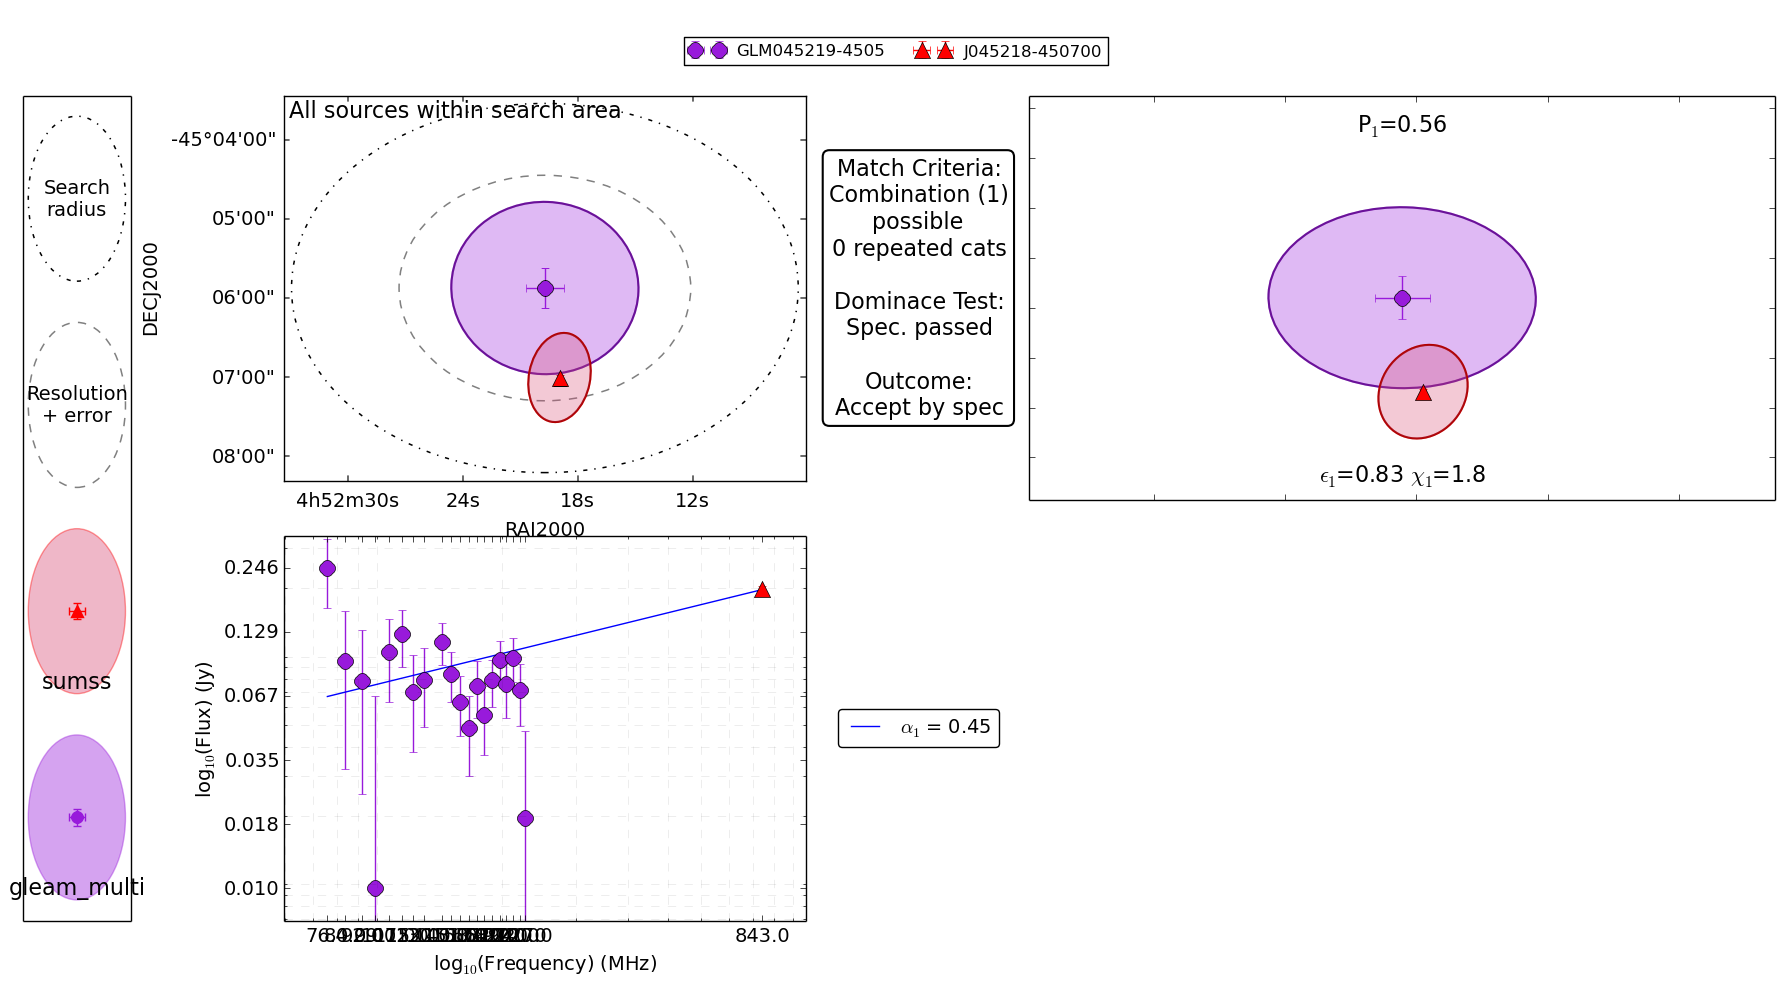 GLM045219-4505 J045218-450700
Search
radius
Resolution
+ error
sumss
gleam_multi
All sources within search area
DECJ2000
-45°04'00"
05'00"
06'00"
07'00"
08'00"
4h52m30s 24s 18s 12s
RAJ2000
Match Criteria:
Combination (1)
possible
0 repeated cats
Dominace Test:
Spec. passed
Outcome:
Accept by spec
P1=0.56
ϵ1=0.83 χ1=1.8
log10(Flux) (Jy)
0.246
0.129
0.067
0.035
0.018
0.010
843.0
log10(Frequency) (MHz)
α1 = 0.45